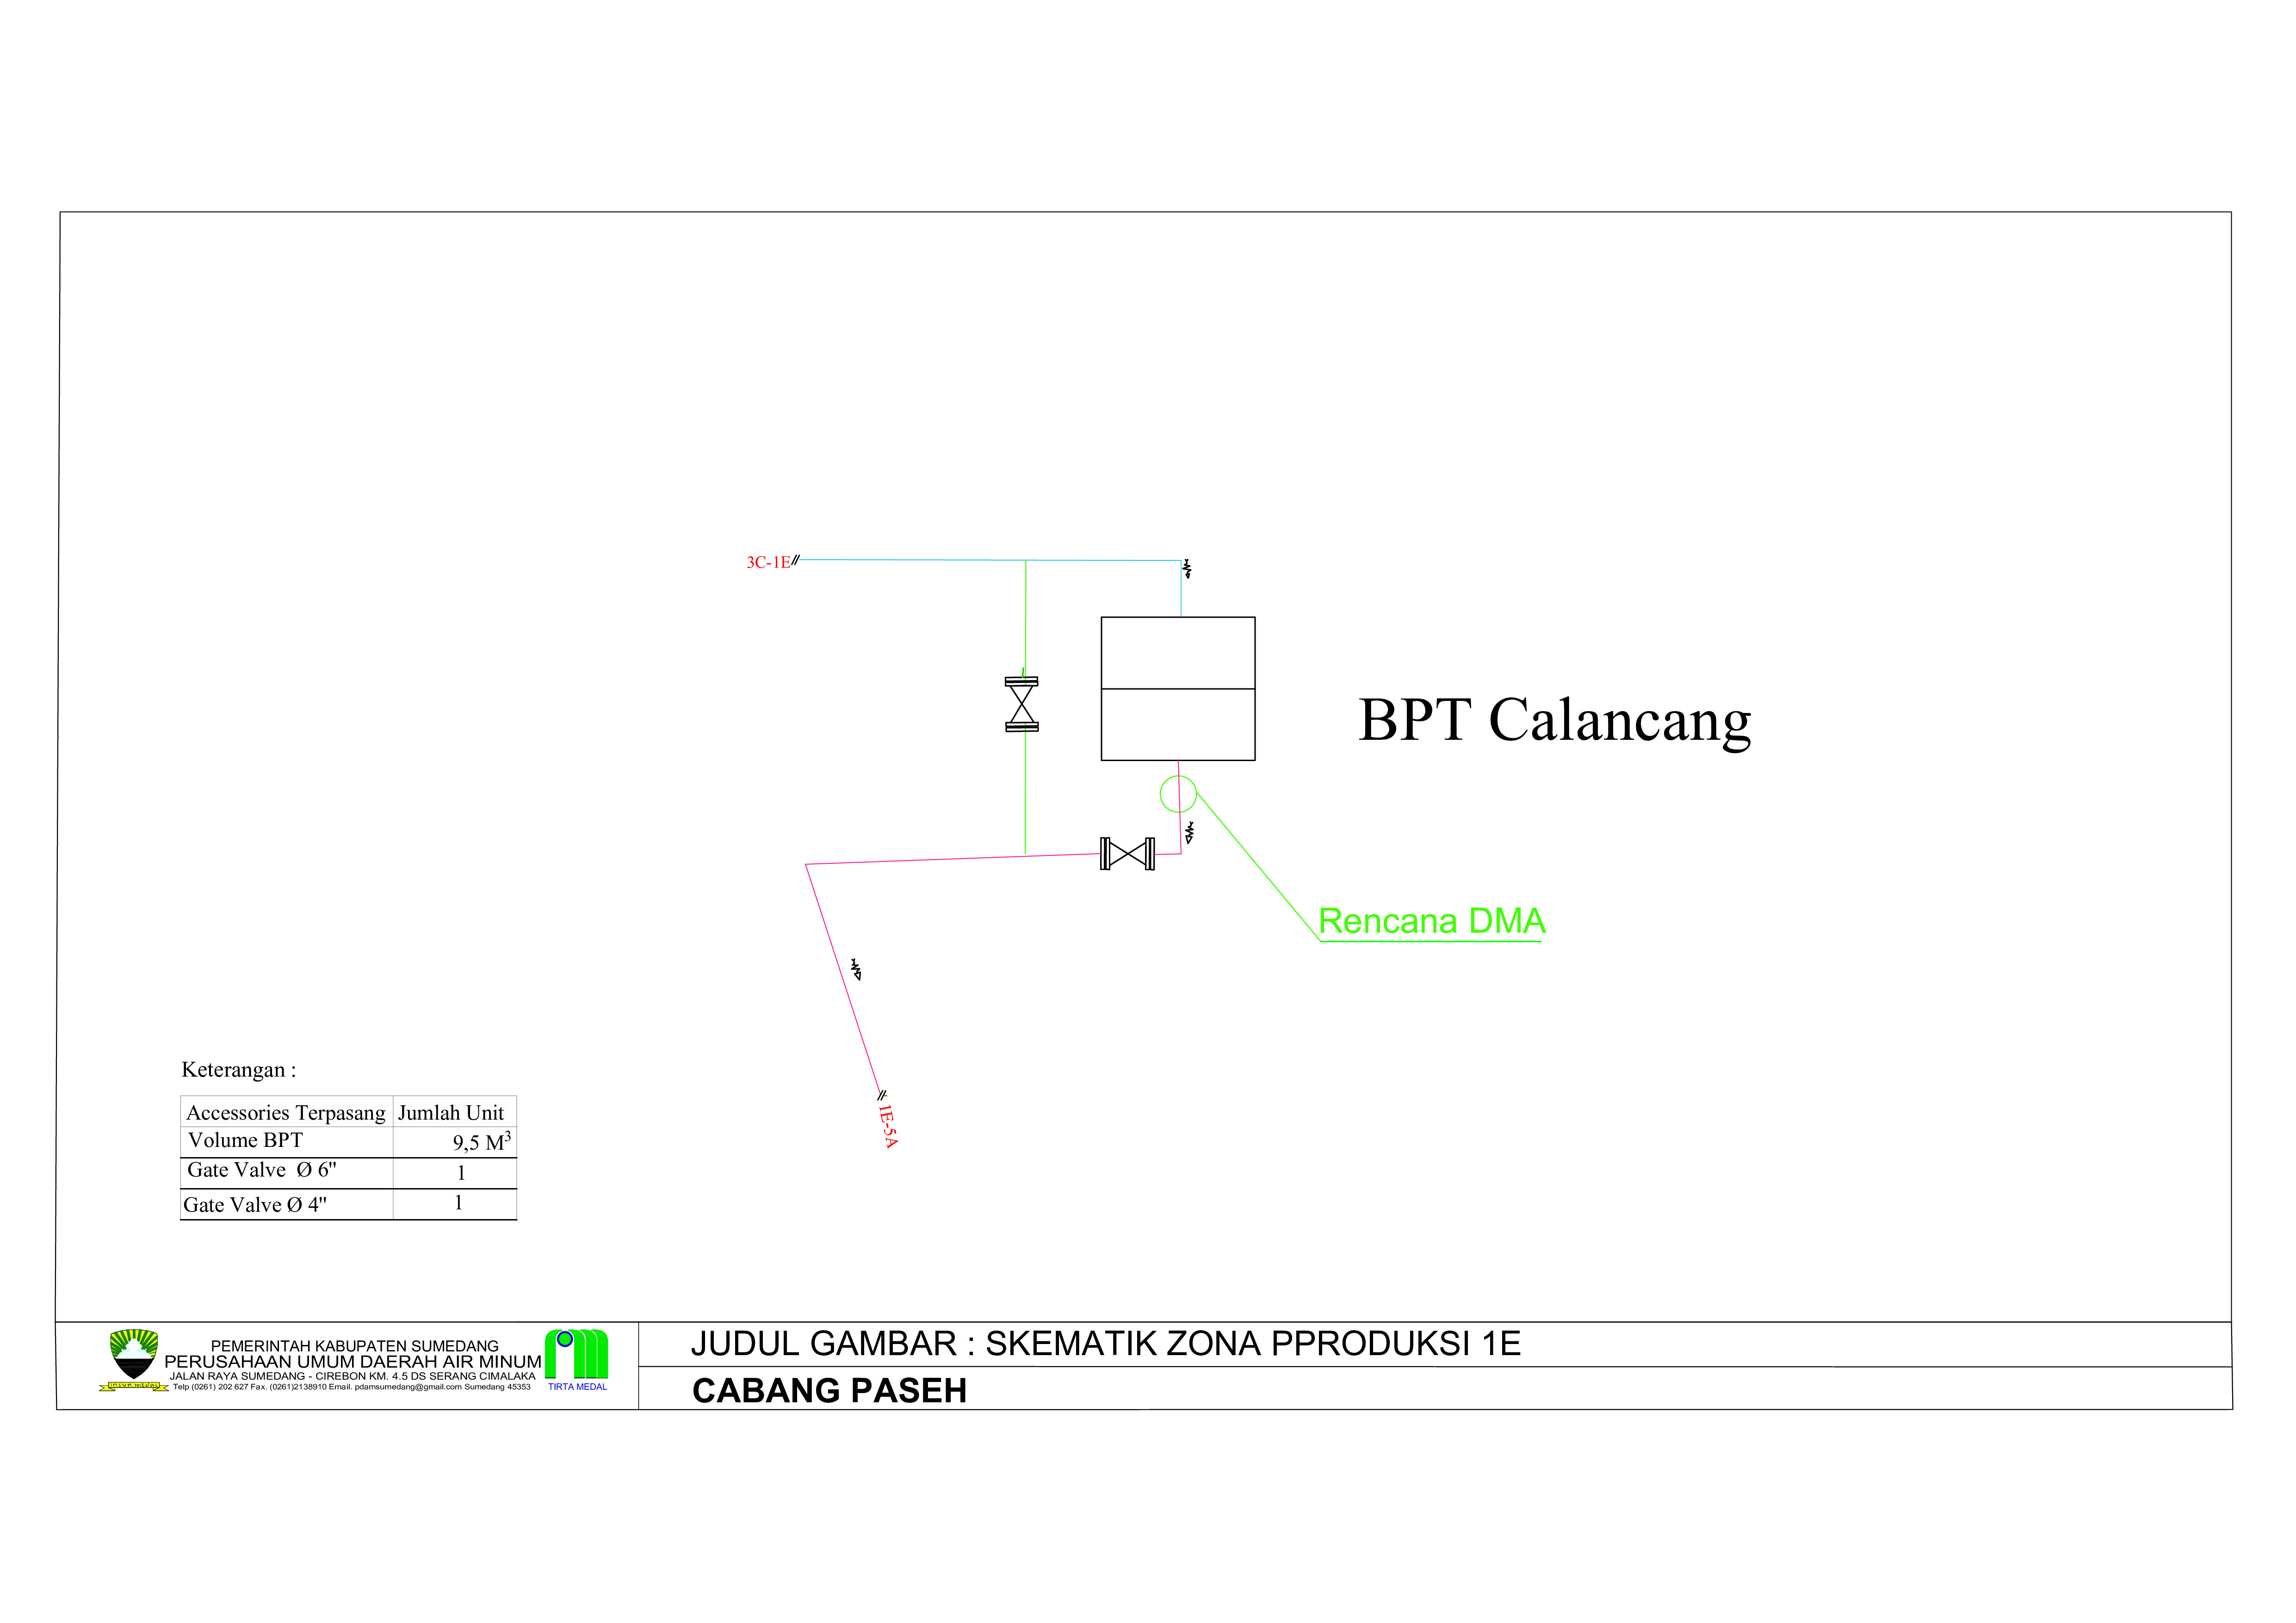 3C-1E
BPT Calancang
Rencana DMA
1E-5A
Keterangan :
Accessories Terpasang Jumlah Unit
Volume BPT 9,5 M³
Gate Valve Ø 6" 1
Gate Valve Ø 4" 1
PEMERINTAH KABUPATEN SUMEDANG
PERUSAHAAN UMUM DAERAH AIR MINUM
JALAN RAYA SUMEDANG - CIREBON KM. 4.5 DS SERANG CIMALAKA
Telp (0261) 202 627 Fax. (0261)2138910 Email. pdamsumedang@gmail.com Sumedang 45353
TIRTA MEDAL
JUDUL GAMBAR : SKEMATIK ZONA PPRODUKSI 1E
CABANG PASEH